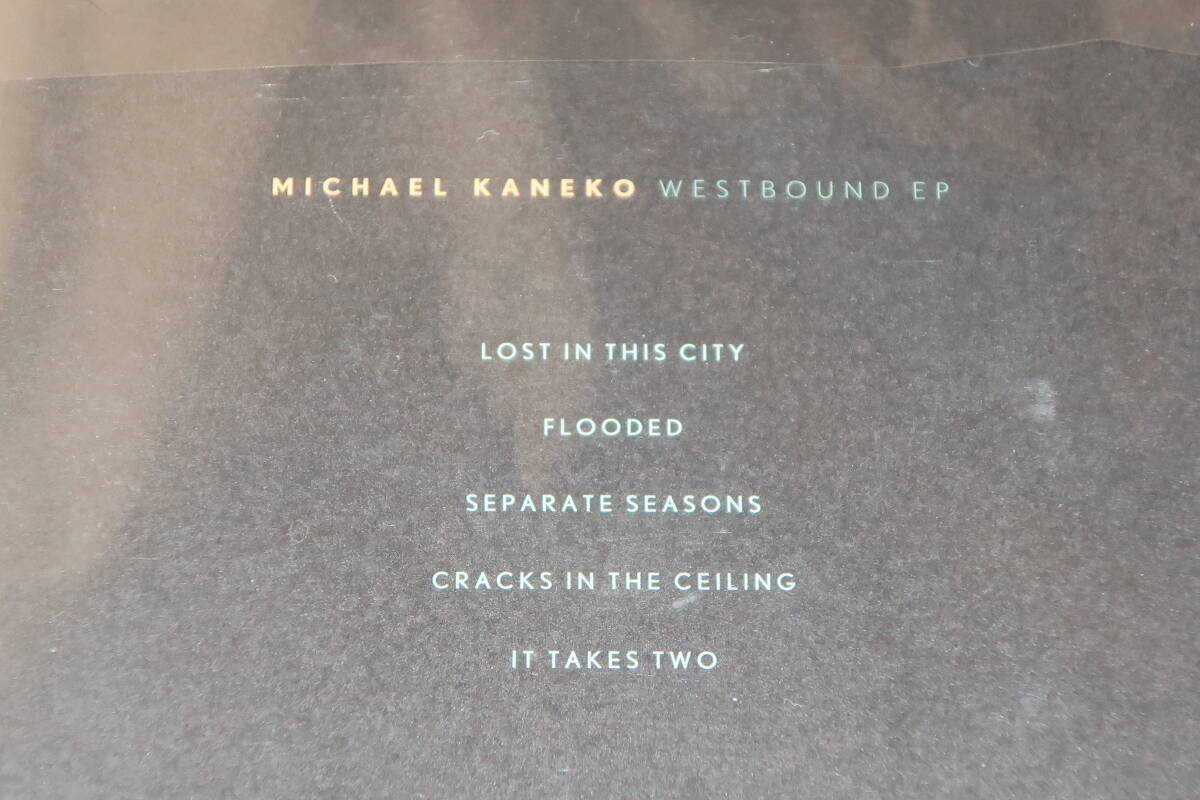 MICHAEL KANEKO WESTBOUND EP
LOST IN THIS CITY
FLOODED
SEPARATE SEASONS
CRACKS IN THE CEILING
IT TAKES TWO